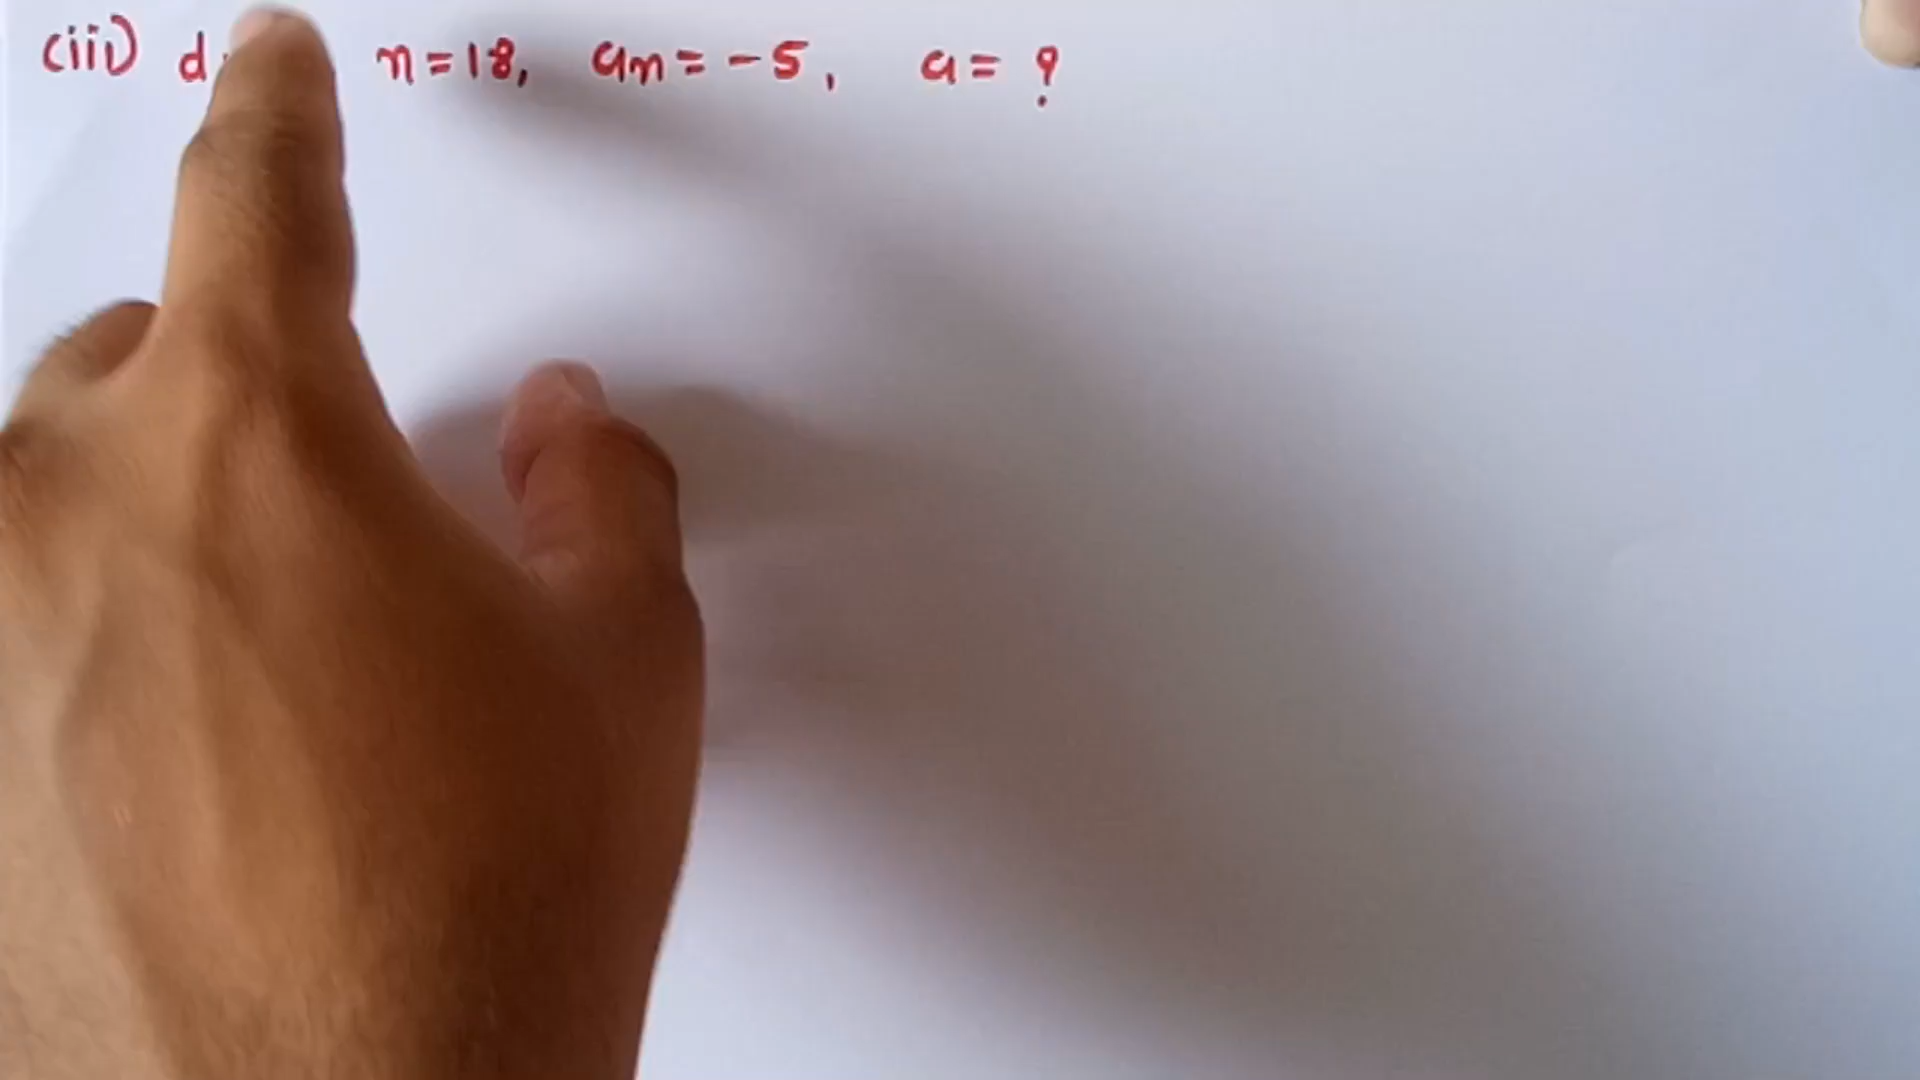 (iii) d n=18, an = -5, a = ?